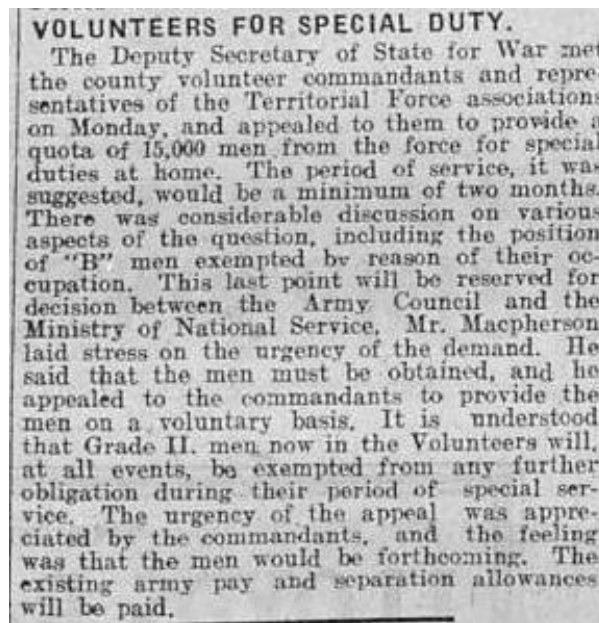 VOLUNTEERS FOR SPECIAL DUTY.
The Deputy Secretary of State for War met
the county volunteer commandants and repre-
sentatives of the Territorial Force associations
on Monday, and appealed to them to provide a
quota of 15,000 men from the force for special
duties at home. The period of service, it was
suggested, would be a minimum of two months.
There was considerable discussion on various
aspects of the question, including the position
of "B" men exempted by reason of their oc-
cupation. This last point will be reserved for
decision between the Army Council and the
Ministry of National Service. Mr. Macpherson
laid stress on the urgency of the demand. He
said that the men must be obtained, and he
appealed to the commandants to provide the
men on a voluntary basis. It is understood
that Grade II. men now in the Volunteers will,
at all events, be exempted from any further
obligation during their period of special ser-
vice. The urgency of the appeal was appre-
ciated by the commandants, and the feeling
was that the men would be forthcoming. The
existing army pay and separation allowances
will be paid.